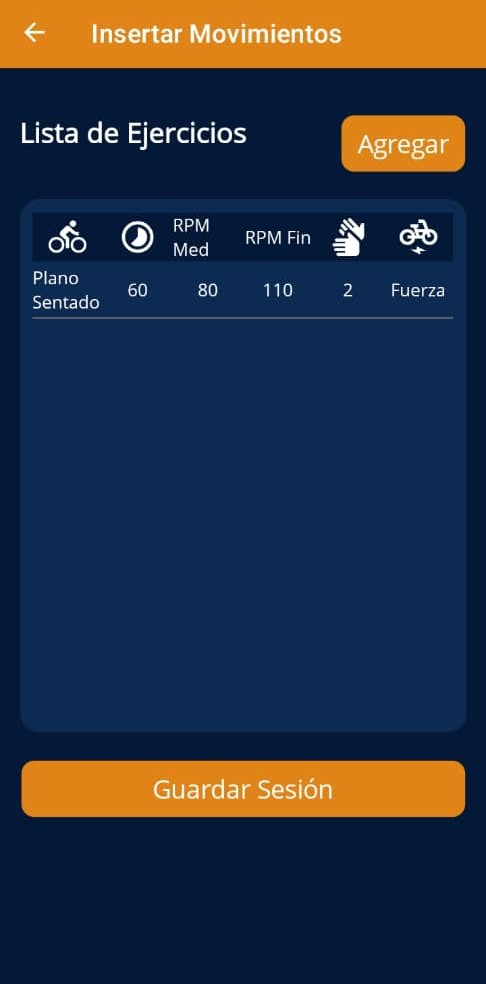 Insertar Movimientos
Lista de Ejercicios
Agregar
RPM
Med
RPM Fin
Plano
Sentado
60
80
110
2
Fuerza
Guardar Sesión